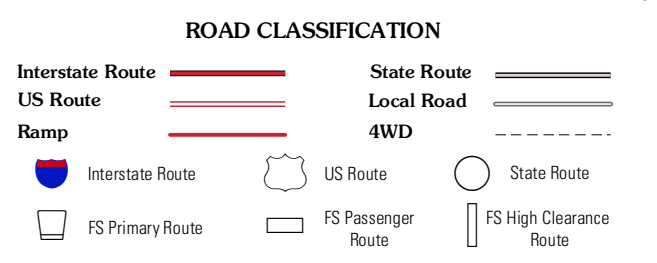 ROAD CLASSIFICATION
Interstate Route
State Route
US Route
Local Road
Ramp
4WD
Interstate Route
US Route
State Route
FS Primary Route
FS Passenger
Route
FS High Clearance
Route